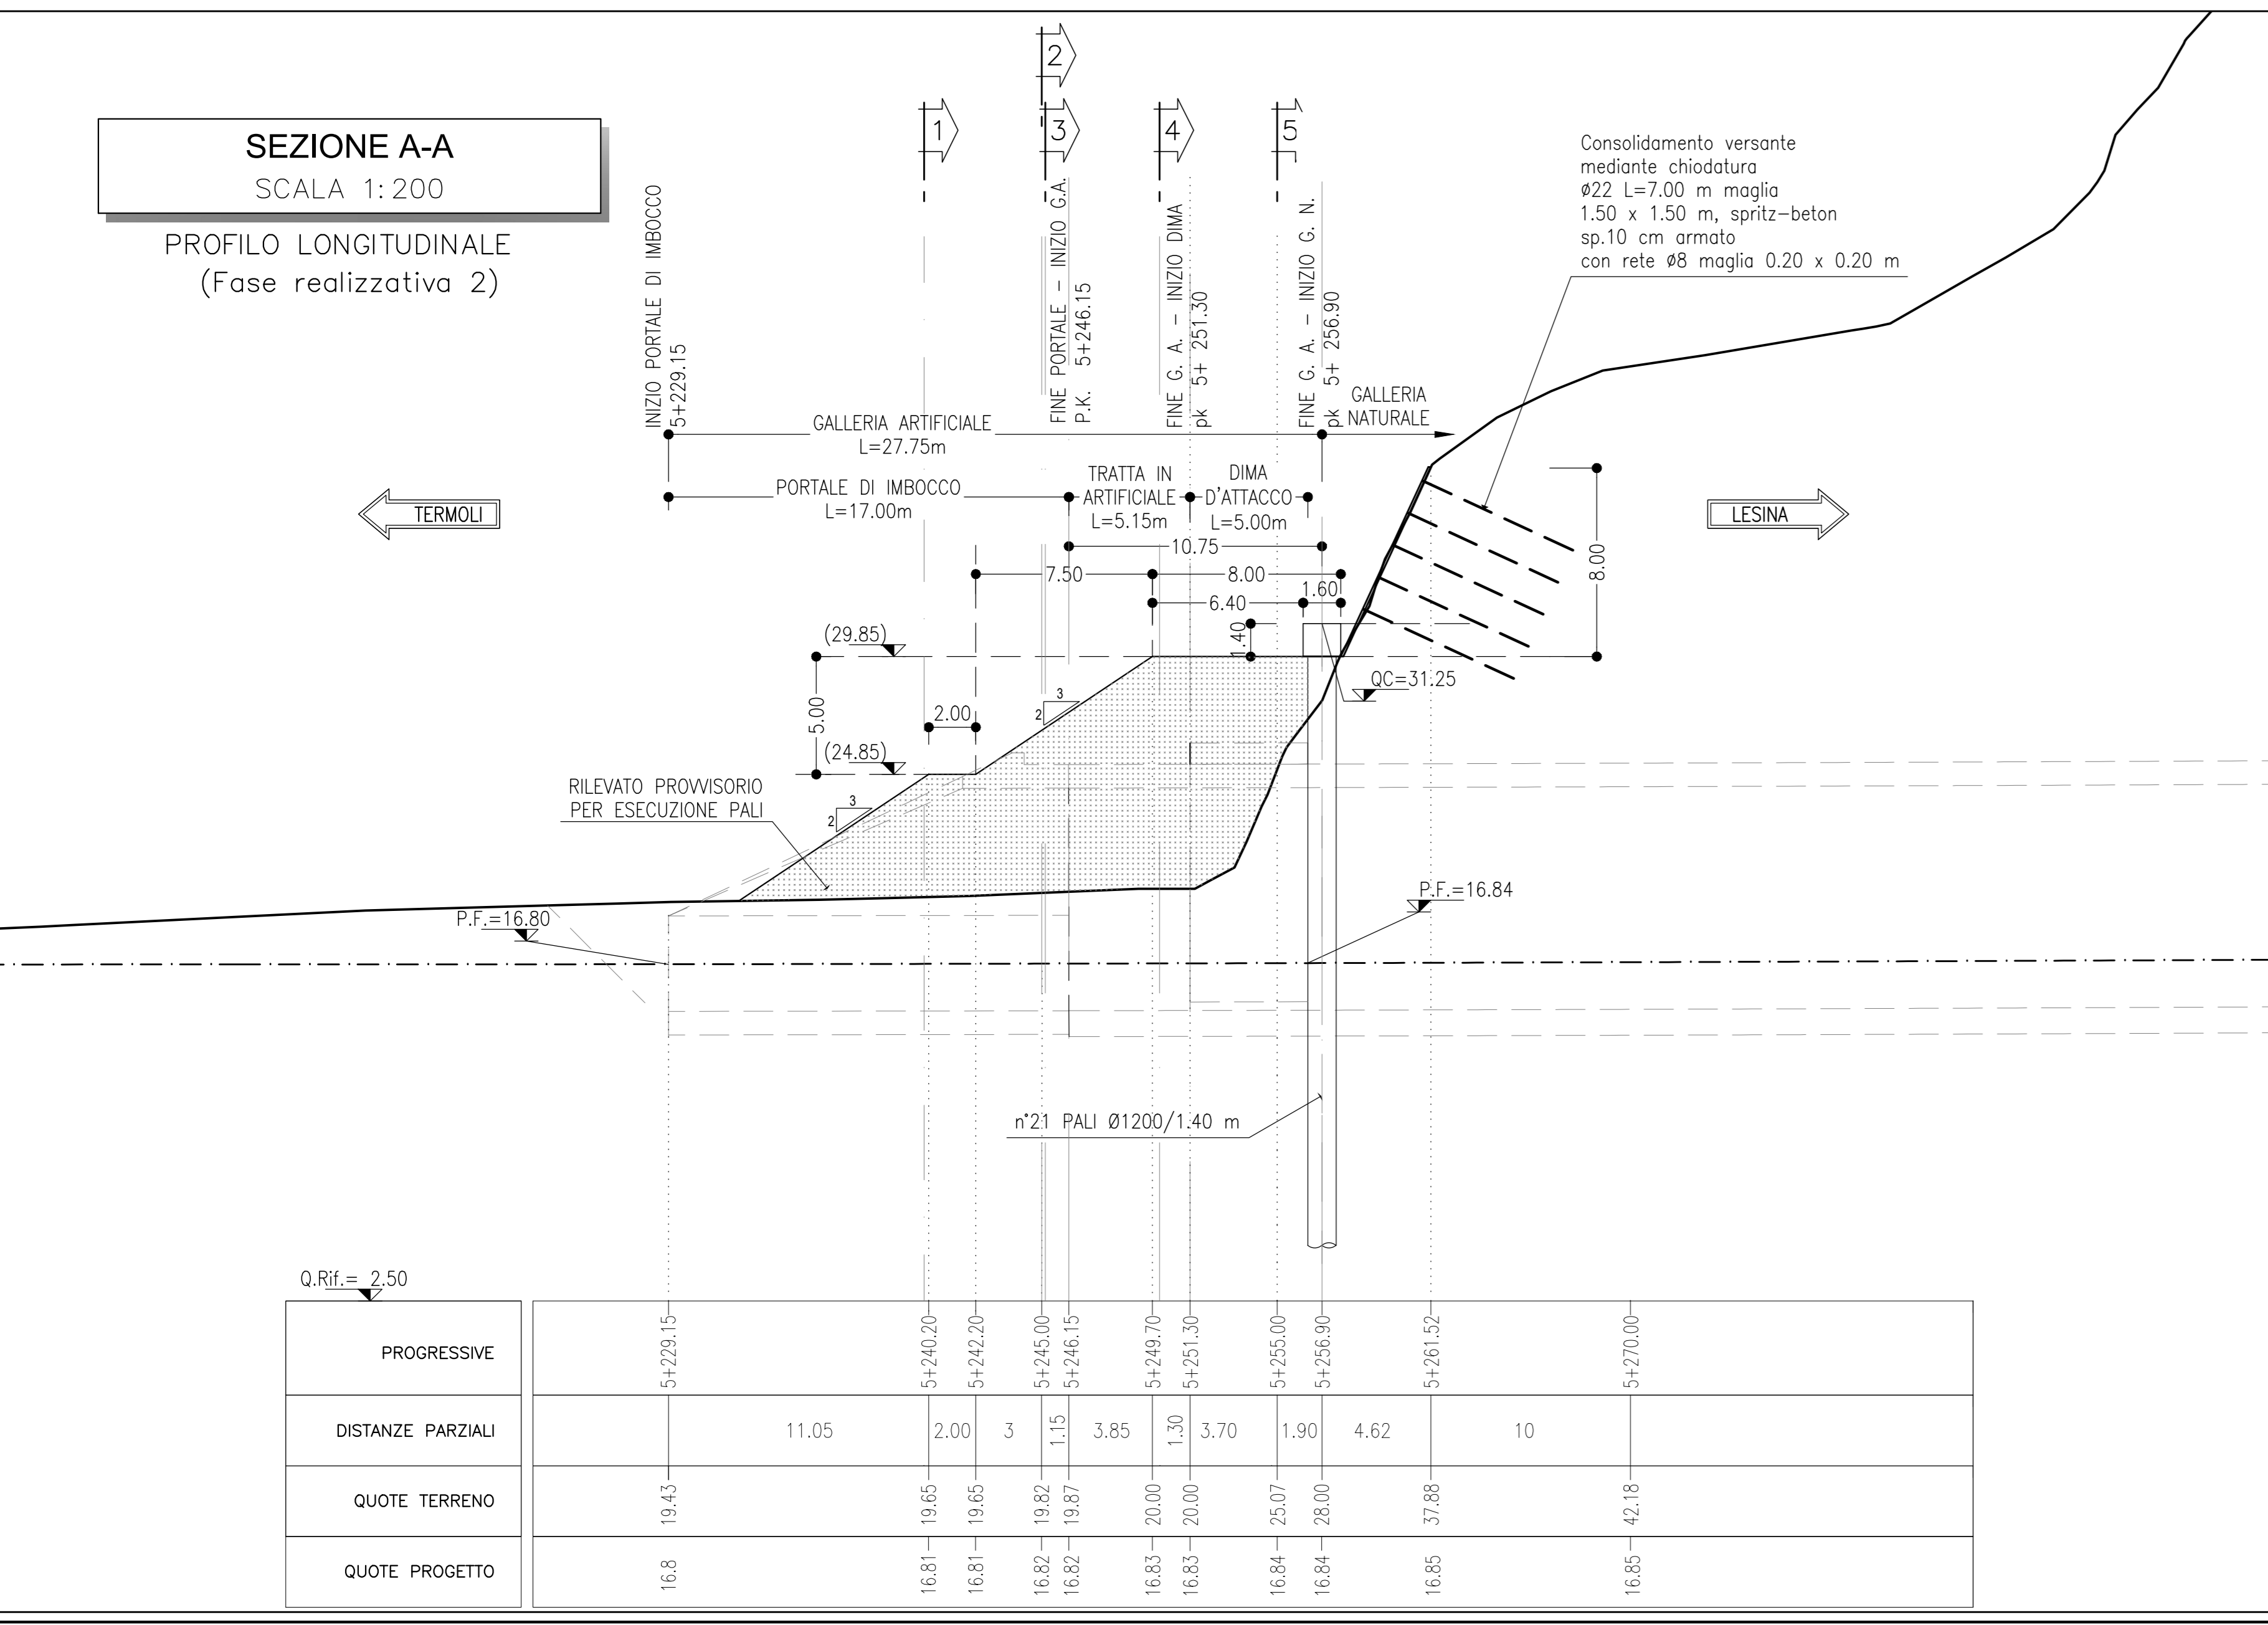 2
1
3
4
5
SEZIONE A-A
SCALA 1:200
PROFILO LONGITUDINALE
(Fase realizzativa 2)
Consolidamento versante
mediante chiodatura
ø22 L=7.00 m maglia
1.50 x 1.50 m, spritz-beton
sp.10 cm armato
con rete ø8 maglia 0.20 x 0.20 m
INIZIO PORTALE DI IMBOCCO
5+229.15
FINE PORTALE - INIZIO G.A.
P.K. 5+246.15
FINE G. A. - INIZIO DIMA
pk 5+ 251.30
FINE G. A. - INIZIO G. N.
pk 5+ 256.90
GALLERIA ARTIFICIALE
L=27.75m
GALLERIA
NATURALE
PORTALE DI IMBOCCO
L=17.00m
TRATTA IN
ARTIFICIALE
L=5.15m
DIMA
D'ATTACCO
L=5.00m
TERMOLI
LESINA
10.75
7.50
8.00
6.40
1.60
1.40
8.00
(29.85)
QC=31.25
5.00
2.00
3
2
(24.85)
3
2
RILEVATO PROVVISORIO
PER ESECUZIONE PALI
P.F.=16.80
P.F.=16.84
n°21 PALI Ø1200/1.40 m
Q.Rif.= 2.50
PROGRESSIVE
5+229.15 5+240.20 5+242.20 5+245.00 5+246.15 5+249.70 5+251.30 5+255.00 5+256.90 5+261.52 5+270.00
DISTANZE PARZIALI
11.05 2.00 3 1.15 3.85 1.30 3.70 1.90 4.62 10
QUOTE TERRENO
19.43 19.65 19.65 19.82 19.87 20.00 20.00 25.07 28.00 37.88 42.18
QUOTE PROGETTO
16.8 16.81 16.81 16.82 16.82 16.83 16.83 16.84 16.84 16.85 16.85